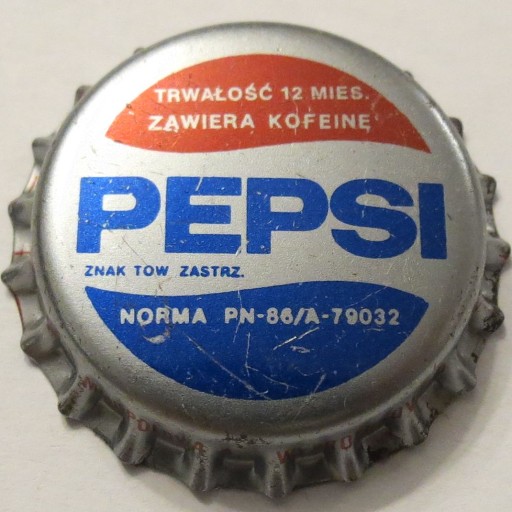 TRWAŁOŚĆ 12 MIES.
ZAWIERA KOFEINĘ
PEPSI
ZNAK TOW ZASTRZ.
NORMA PN-86/A-79032